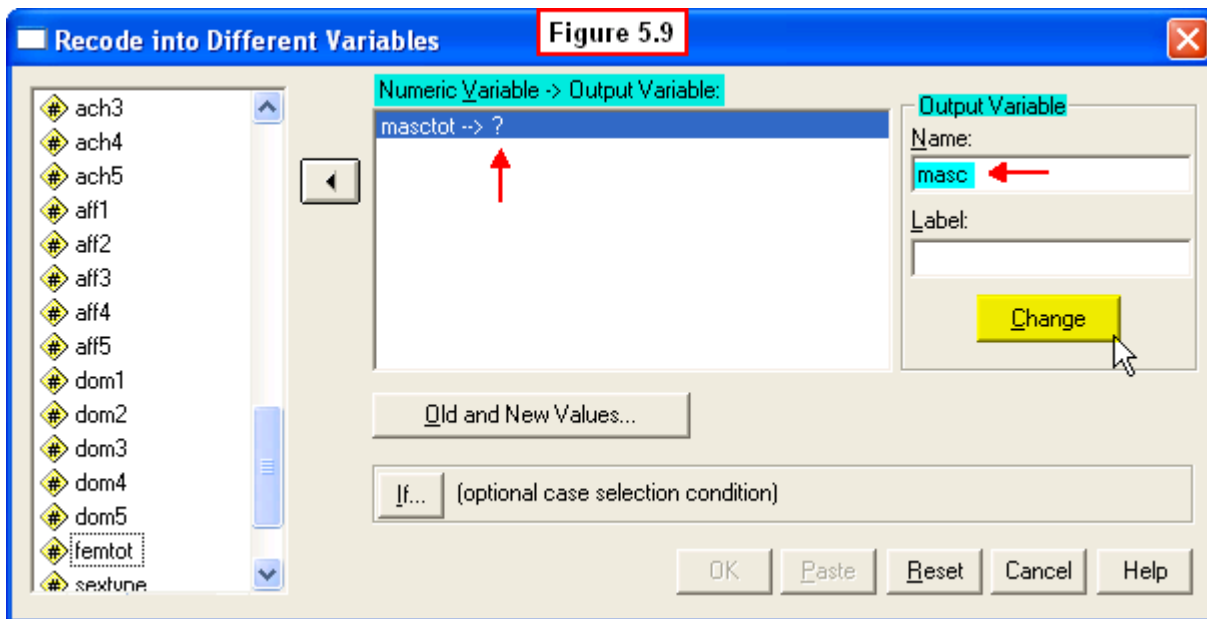 Recode into Different Variables
Figure 5.9
ach3
ach4
ach5
aff1
aff2
aff3
aff4
aff5
dom1
dom2
dom3
dom4
dom5
femtot
sextype
Numeric Variable -> Output Variable:
masctot --> ?
Output Variable
Name:
masc
Label:
Change
Old and New Values...
If... (optional case selection condition)
OK Paste Reset Cancel Help